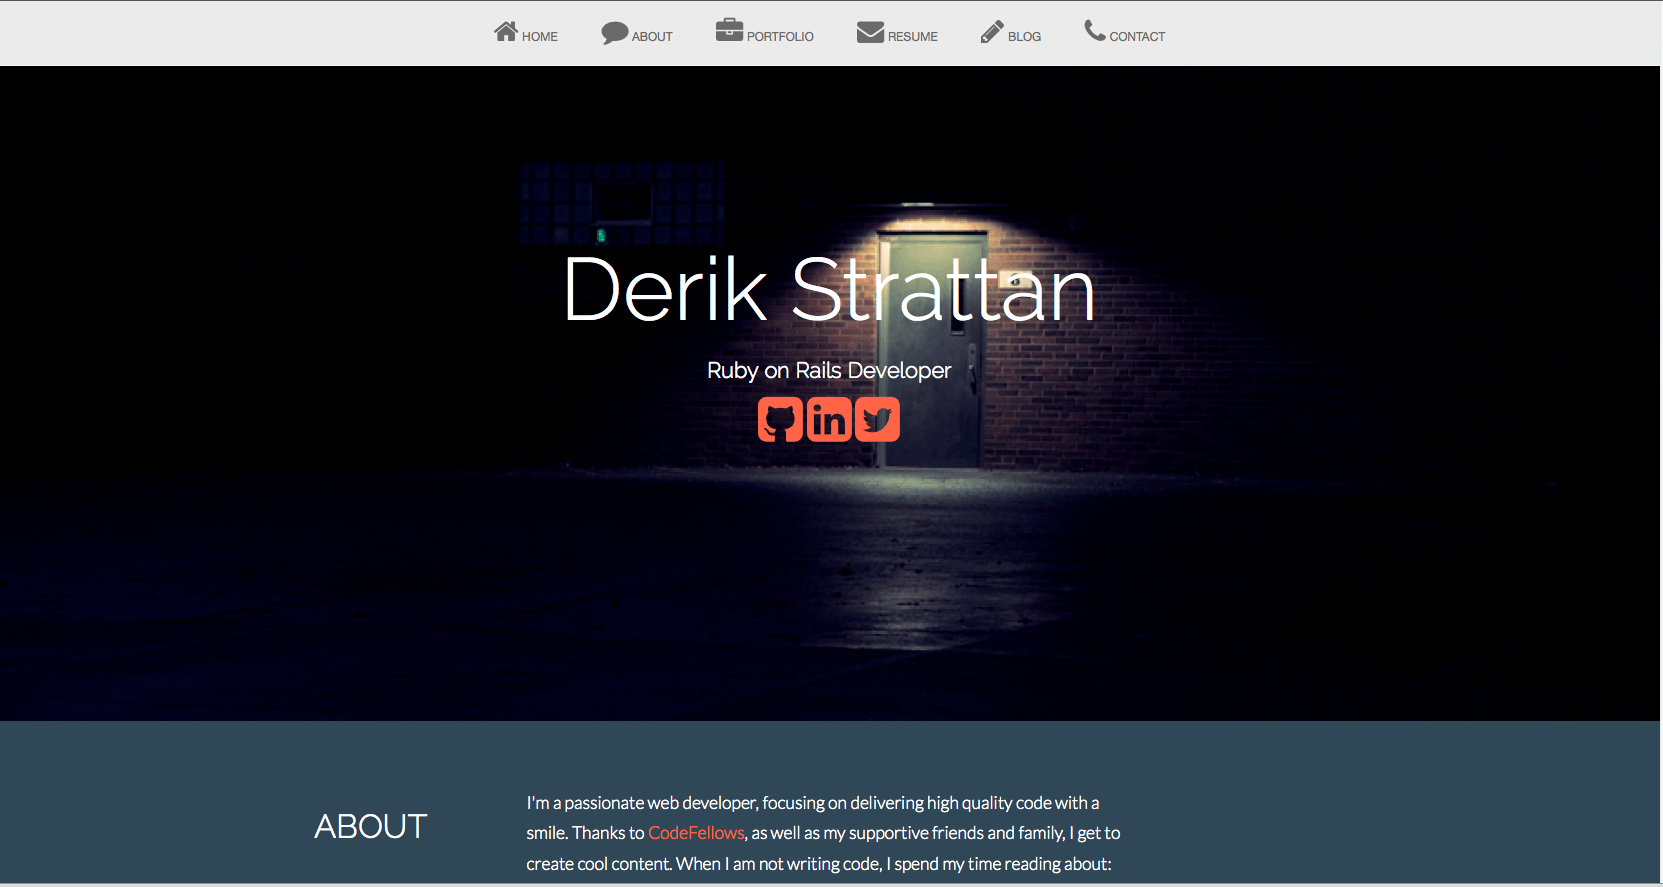 HOME ABOUT PORTFOLIO RESUME BLOG CONTACT
Derik Strattan
Ruby on Rails Developer
in
ABOUT
I'm a passionate web developer, focusing on delivering high quality code with a
smile. Thanks to CodeFellows, as well as my supportive friends and family, I get to
create cool content. When I am not writing code, I spend my time reading about: